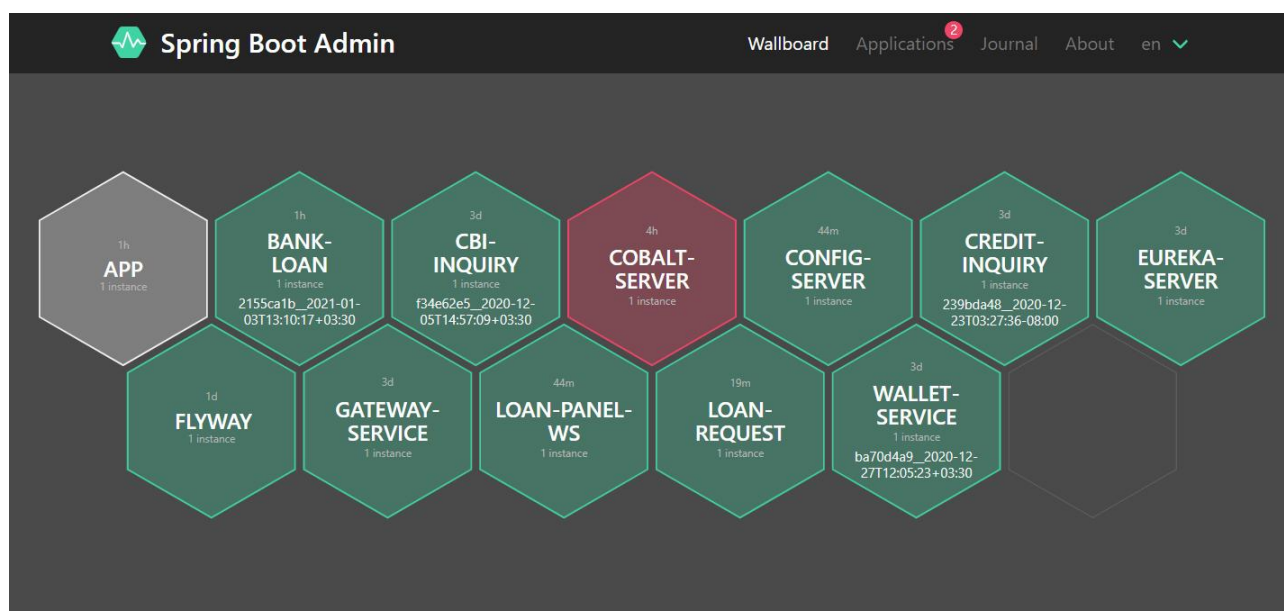 Spring Boot Admin
Wallboard
Applications
2
Journal
About
en
1h
APP
1 instance
1h
BANK-
LOAN
1 instance
2155ca1b__2021-01-
03T13:10:17+03:30
3d
CBI-
INQUIRY
1 instance
f34e62e5__2020-12-
05T14:57:09+03:30
4h
COBALT-
SERVER
1 instance
44m
CONFIG-
SERVER
1 instance
3d
CREDIT-
INQUIRY
1 instance
239bda48__2020-12-
23T03:27:36-08:00
3d
EUREKA-
SERVER
1 instance
1d
FLYWAY
1 instance
3d
GATEWAY-
SERVICE
1 instance
44m
LOAN-PANEL-
WS
1 instance
19m
LOAN-
REQUEST
1 instance
3d
WALLET-
SERVICE
1 instance
ba70d4a9__2020-12-
27T12:05:23+03:30